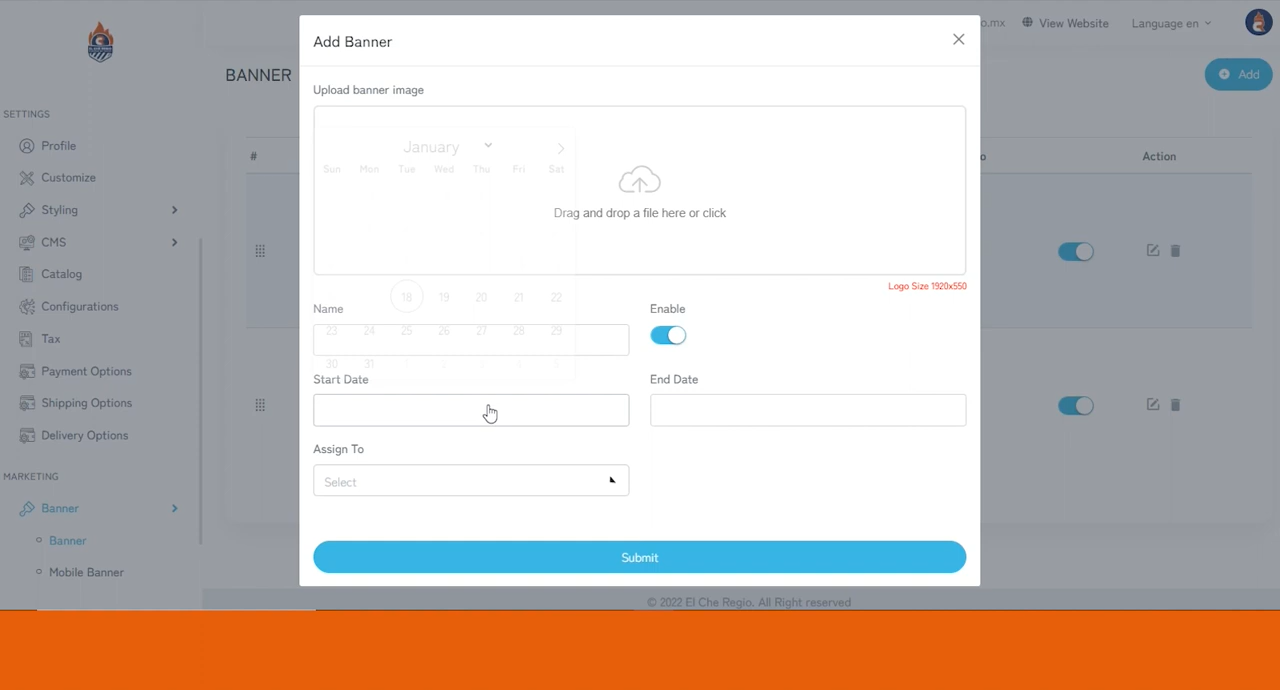 Add Banner
o.mx
View Website
Language en
BANNER
Add
SETTINGS
Profile
Customize
Styling
CMS
Catalog
Configurations
Tax
Payment Options
Shipping Options
Delivery Options
MARKETING
Banner
Banner
Mobile Banner
#
o
Action
Upload banner image
January
Sun Mon Tue Wed Thu Fri Sat
Drag and drop a file here or click
18 19 20 21 22
23 24 25 26 27 28 29
30 31
Logo Size 1920x550
Name
Enable
Start Date
End Date
Assign To
Select
Submit
© 2022 El Che Regio. All Right reserved